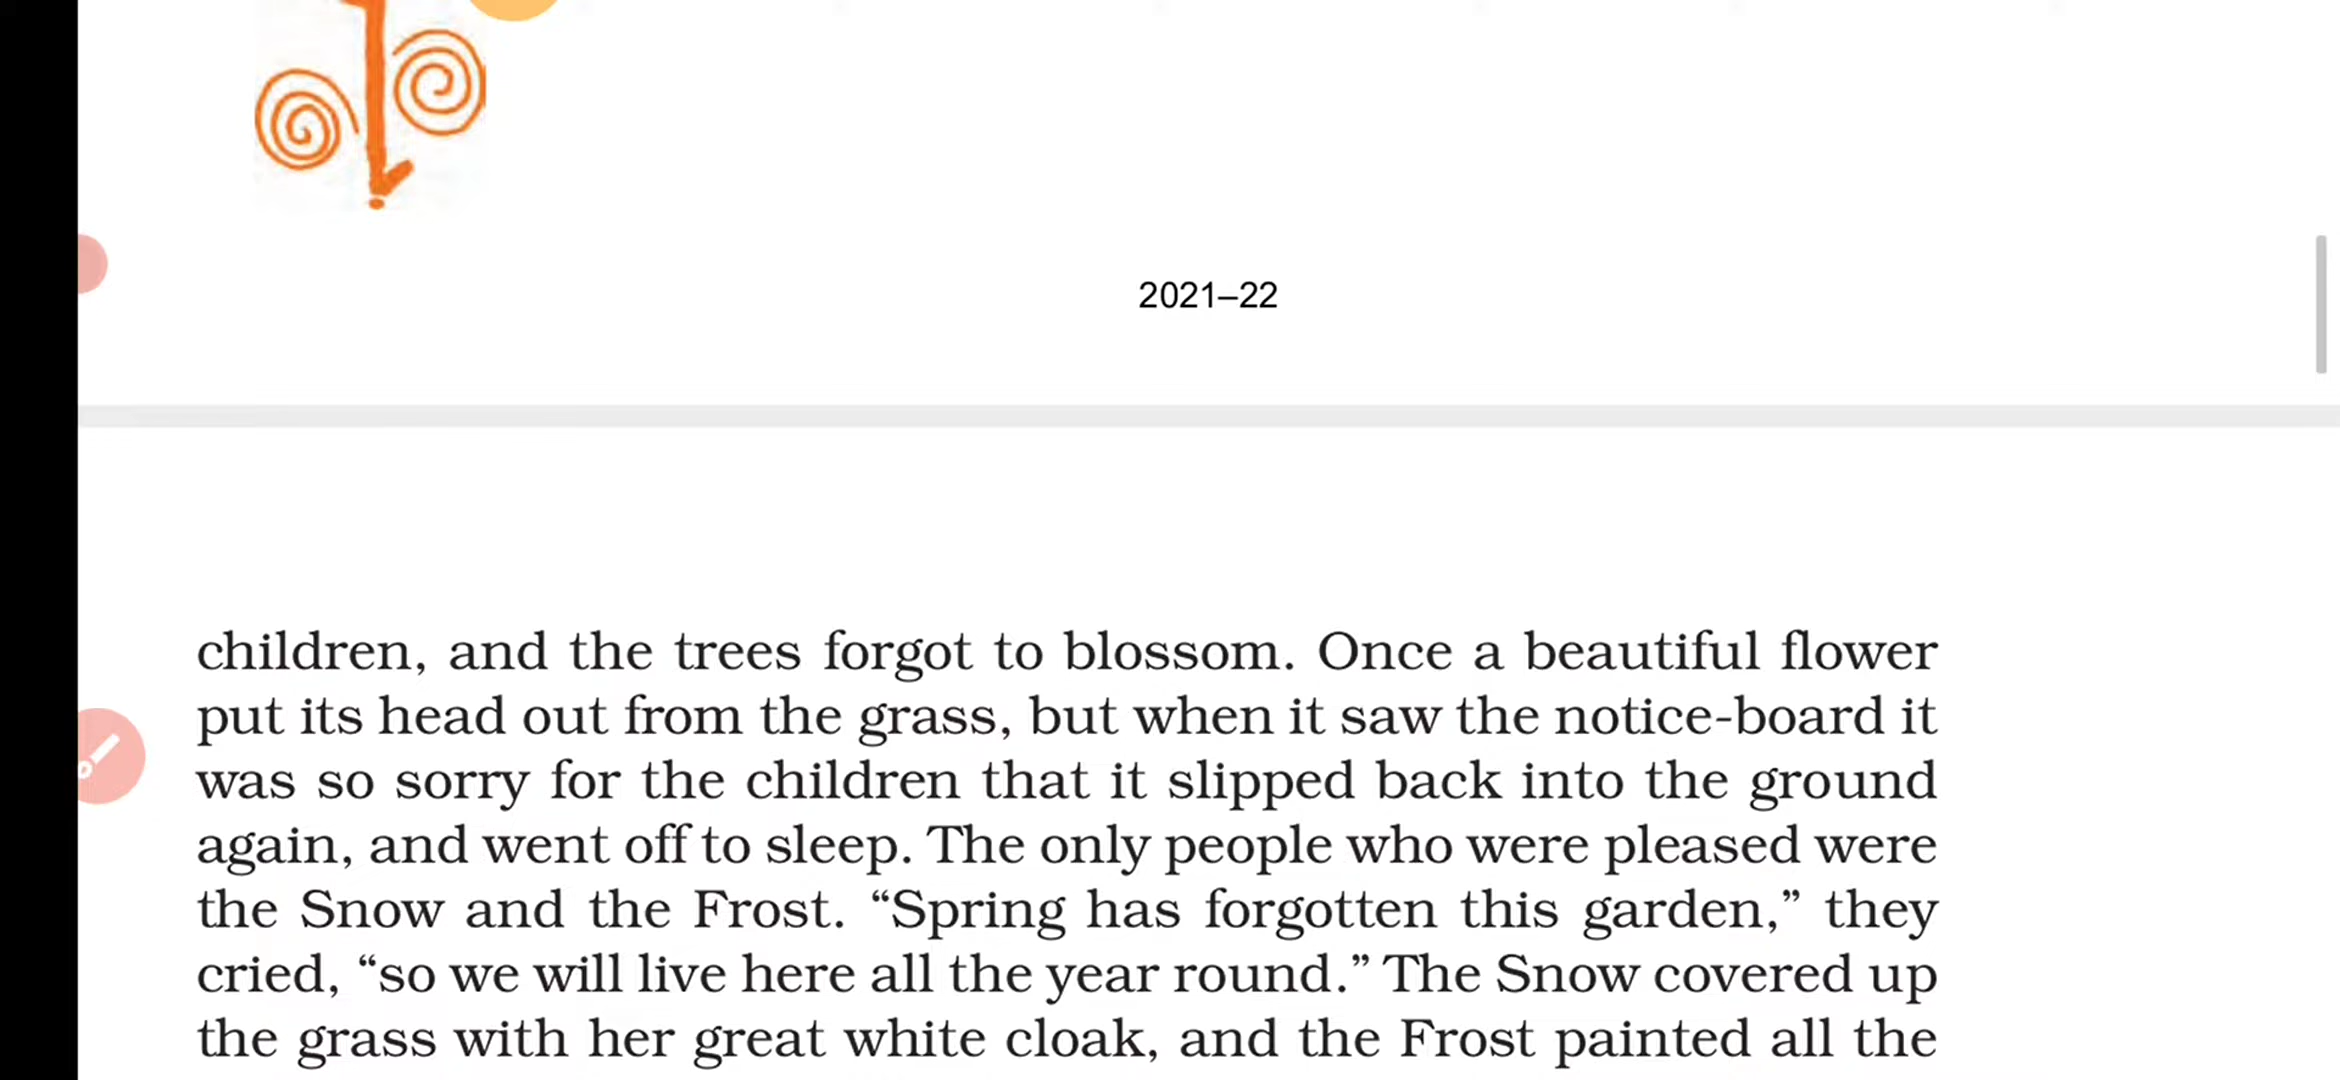 2021–22
children, and the trees forgot to blossom. Once a beautiful flower
put its head out from the grass, but when it saw the notice-board it
was so sorry for the children that it slipped back into the ground
again, and went off to sleep. The only people who were pleased were
the Snow and the Frost. “Spring has forgotten this garden,” they
cried, “so we will live here all the year round.” The Snow covered up
the grass with her great white cloak, and the Frost painted all the